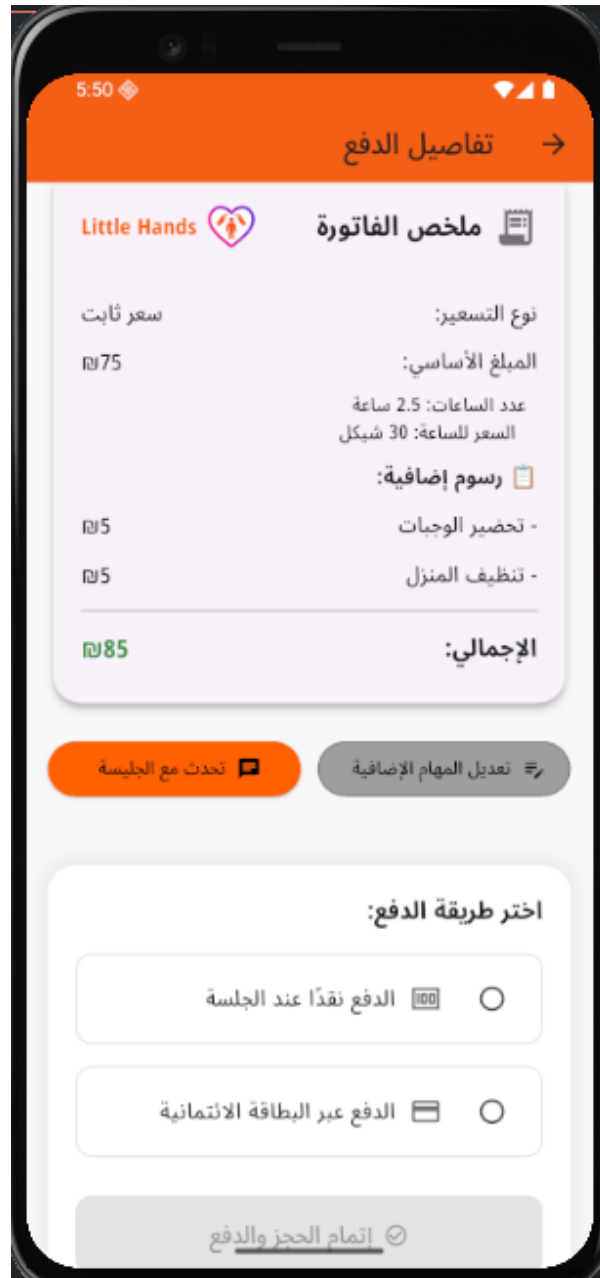 5:50
تفاصيل الدفع
ملخص الفاتورة
Little Hands
نوع التسعير: سعر ثابت
المبلغ الأساسي: ₪75
عدد الساعات: 2.5 ساعة
السعر للساعة: 30 شيكل
رسوم إضافية:
- تحضير الوجبات ₪5
- تنظيف المنزل ₪5
الإجمالي: ₪85
تعديل المهام الإضافية
تحدث مع الجليسة
اختر طريقة الدفع:
الدفع نقدًا عند الجلسة
الدفع عبر البطاقة الائتمانية
إتمام الحجز والدفع